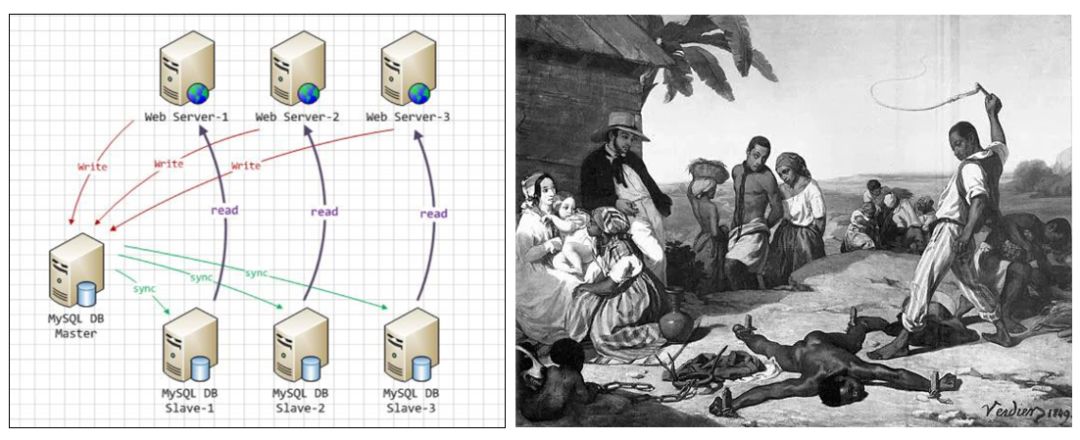 Web Server-1
Web Server-2
Web Server-3
Write
Write
Write
read
read
read
sync
sync
sync
MySQL DB
Master
MySQL DB
Slave-1
MySQL DB
Slave-2
MySQL DB
Slave-3
Verdier 1849